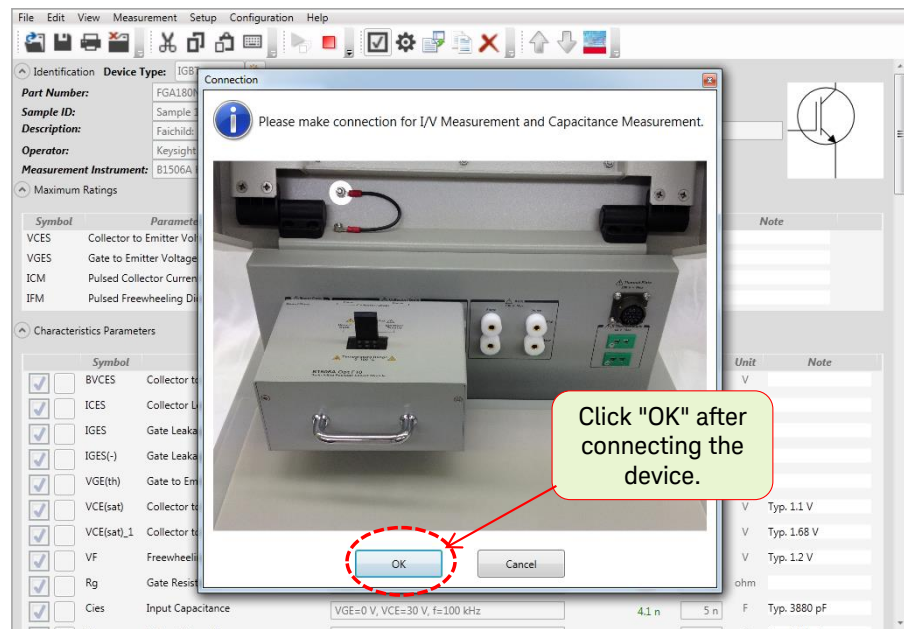 File Edit View Measurement Setup Configuration Help
Identification Device Type: IGBT
Part Number: FGA180N
Sample ID: Sample 1
Description: Faichild:
Operator: Keysight
Measurement Instrument: B1506A
Maximum Ratings
Symbol Paramete Note
VCES Collector to Emitter Vol
VGES Gate to Emitter Voltage
ICM Pulsed Collector Curren
IFM Pulsed Freewheeling Di
Characteristics Parameters
Symbol Unit Note
BVCES Collector to V
ICES Collector L
IGES Gate Leaka
IGES(-) Gate Leaka
VGE(th) Gate to Em
VCE(sat) Collector to V Typ. 1.1 V
VCE(sat)_1 Collector to V Typ. 1.68 V
VF Freewheeli V Typ. 1.2 V
Rg Gate Resist ohm
Cies Input Capacitance VGE=0 V, VCE=30 V, f=100 kHz 4.1 n 5 n F Typ. 3880 pF
Connection
Please make connection for I/V Measurement and Capacitance Measurement.
Click "OK" after
connecting the
device.
OK Cancel